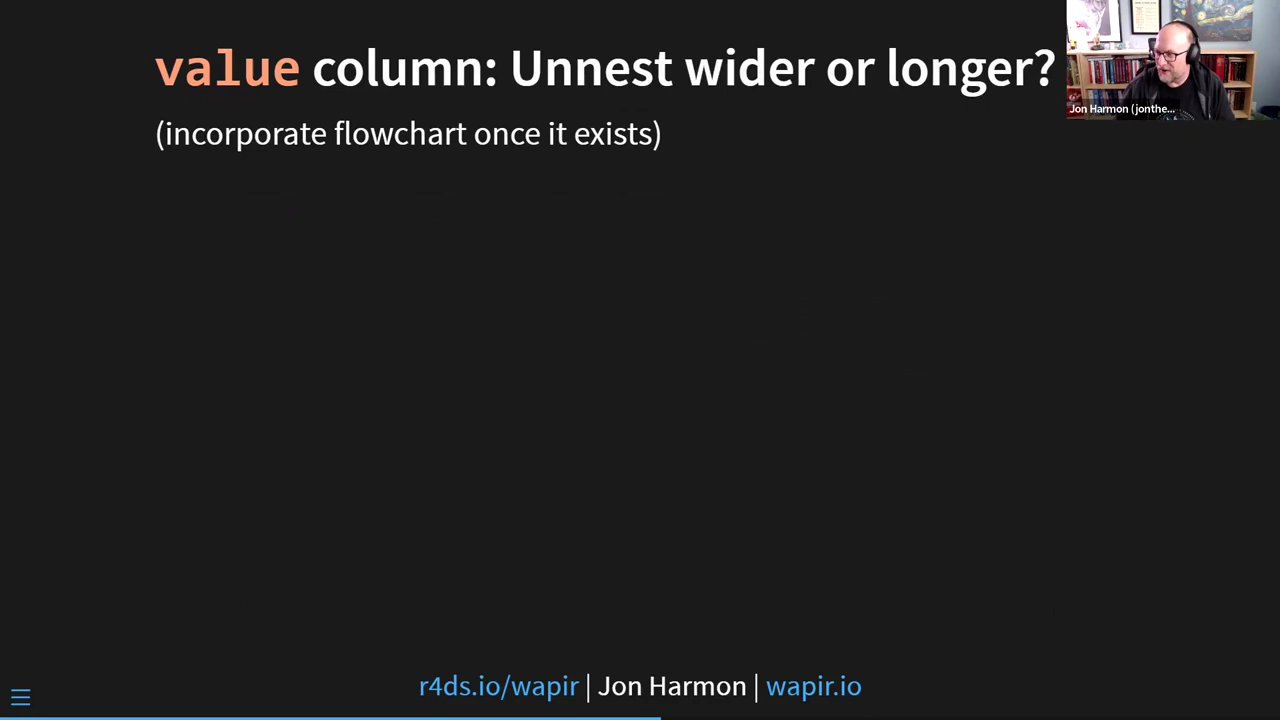 value column: Unnest wider or longer?
(incorporate flowchart once it exists)
Jon Harmon (jonthe...
r4ds.io/wapir | Jon Harmon | wapir.io